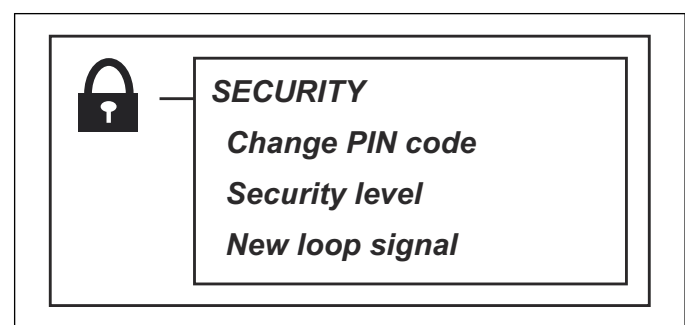 SECURITY
Change PIN code
Security level
New loop signal